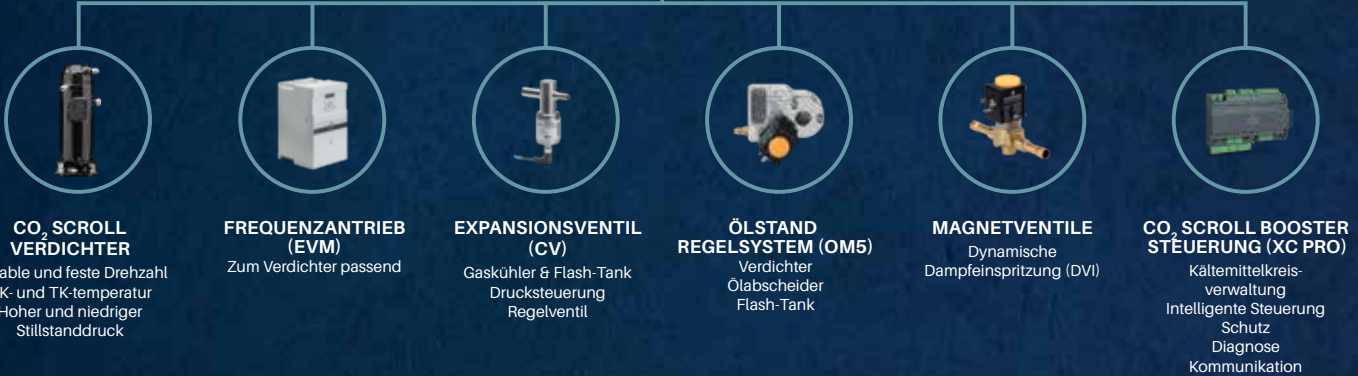 CO₂ SCROLL
VERDICHTER
able und feste Drehzahl
K- und TK-temperatur
Hoher und niedriger
Stillstanddruck
FREQUENZANTRIEB
(EVM)
Zum Verdichter passend
EXPANSIONSVENTIL
(CV)
Gaskühler & Flash-Tank
Drucksteuerung
Regelventil
ÖLSTAND
REGELSYSTEM (OM5)
Verdichter
Ölabscheider
Flash-Tank
MAGNETVENTILE
Dynamische
Dampfeinspritzung (DVI)
CO₂ SCROLL BOOSTER
STEUERUNG (XC PRO)
Kältemittelkreis-
verwaltung
Intelligente Steuerung
Schutz
Diagnose
Kommunikation